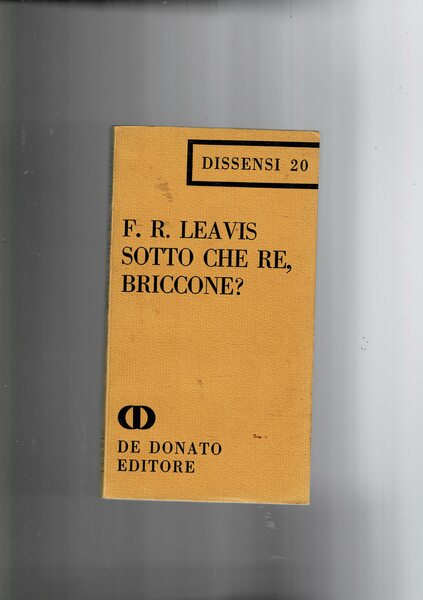 DISSENSI 20
F. R. LEAVIS
SOTTO CHE RE,
BRICCONE?
DE DONATO
EDITORE